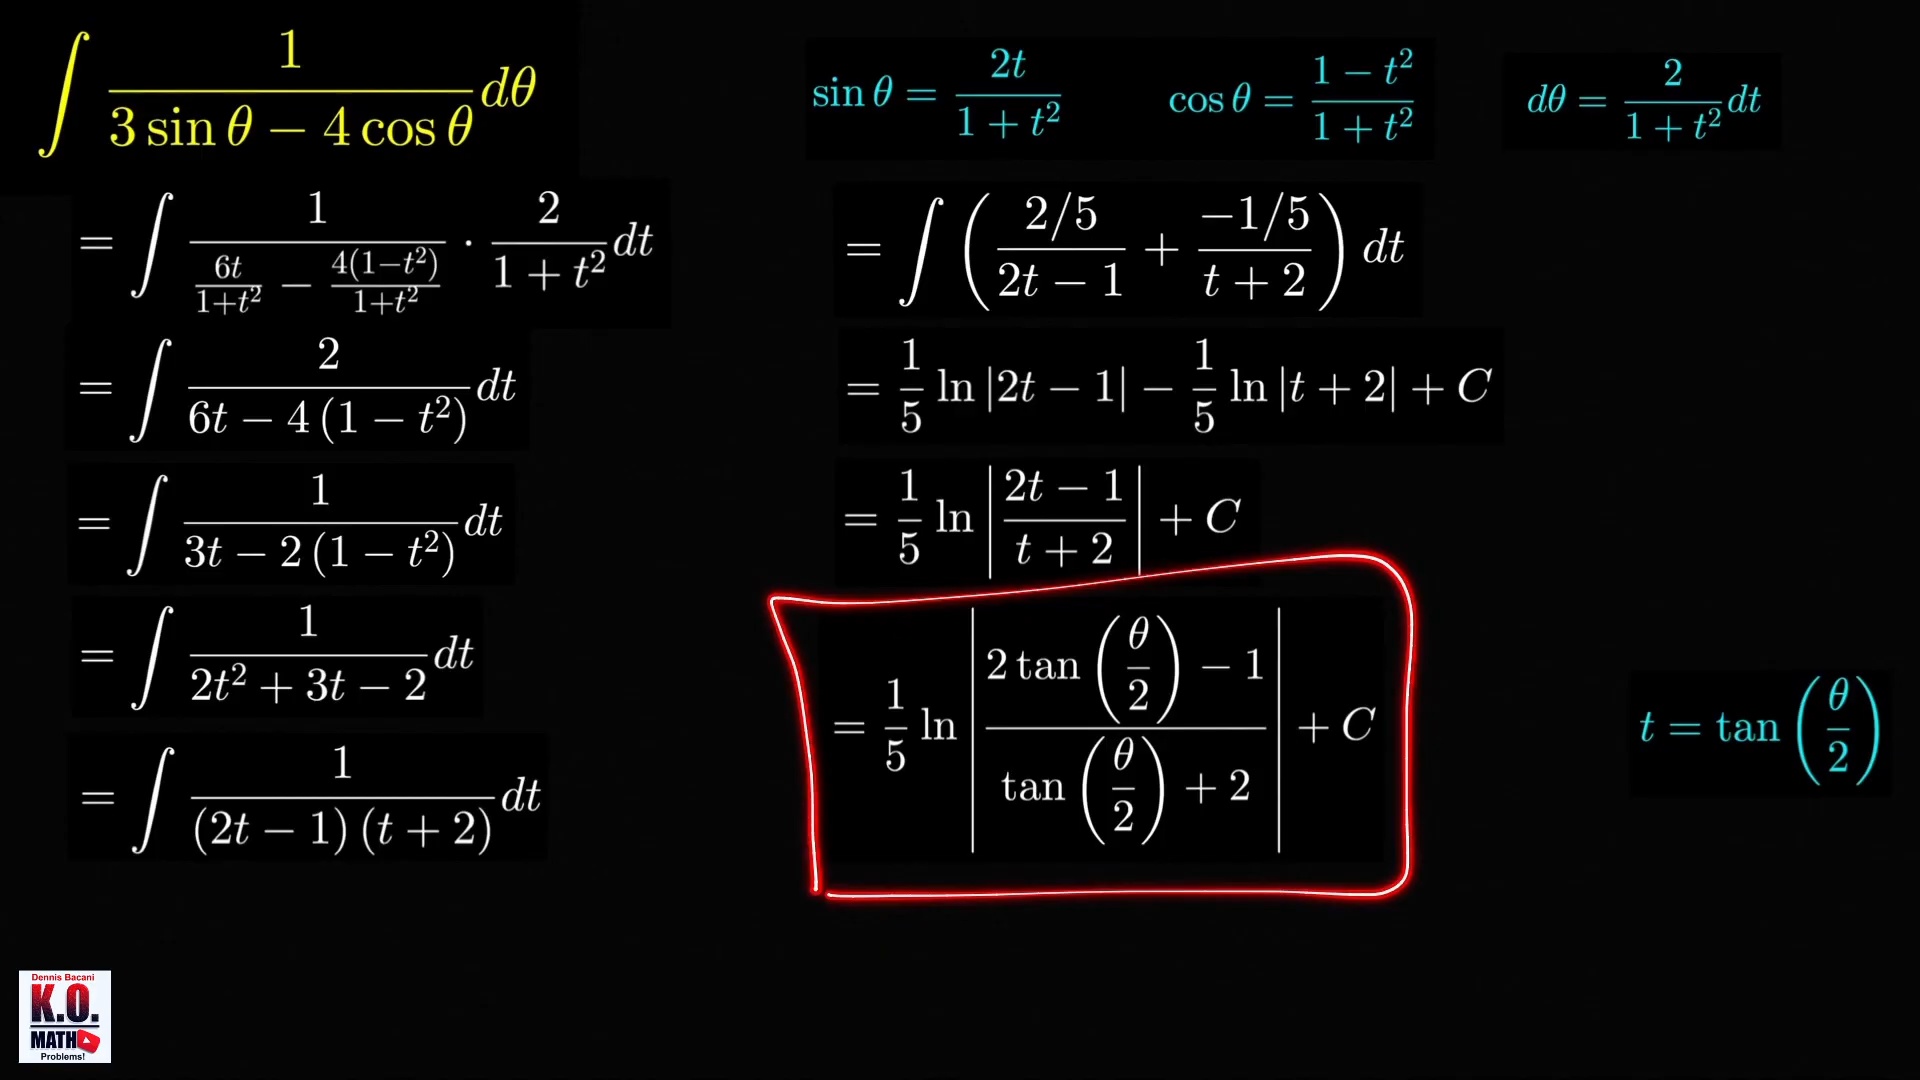 ∫ 1/(3 sin θ − 4 cos θ) dθ
sin θ = 2t/(1 + t²)
cos θ = (1 − t²)/(1 + t²)
dθ = 2/(1 + t²) dt
= ∫ 1/(6t/(1+t²) − 4(1−t²)/(1+t²)) · 2/(1 + t²) dt
= ∫ 2/(6t − 4(1 − t²)) dt
= ∫ 1/(3t − 2(1 − t²)) dt
= ∫ 1/(2t² + 3t − 2) dt
= ∫ 1/((2t − 1)(t + 2)) dt
= ∫ ((2/5)/(2t − 1) + (−1/5)/(t + 2)) dt
= 1/5 ln |2t − 1| − 1/5 ln |t + 2| + C
= 1/5 ln |(2t − 1)/(t + 2)| + C
= 1/5 ln |(2 tan(θ/2) − 1)/(tan(θ/2) + 2)| + C
t = tan(θ/2)
Dennis Bacani
K.O.
MATH
Problems!